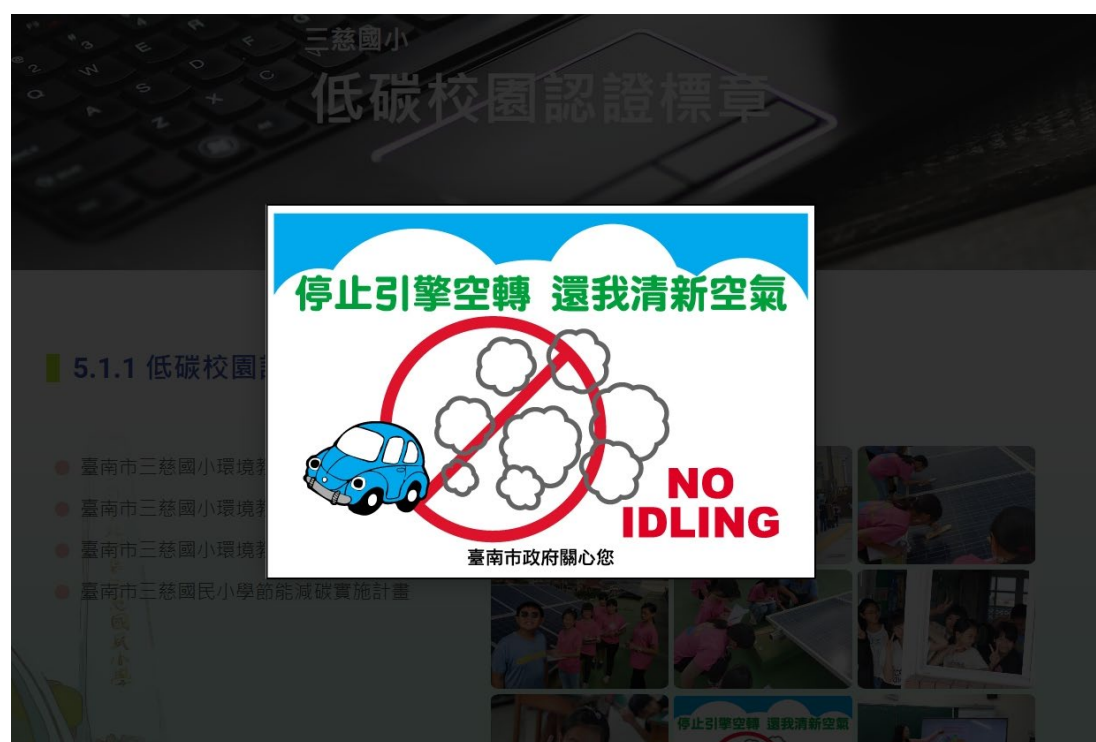 三慈國小
低碳校園認證標章
停止引擎空轉 還我清新空氣
NO
IDLING
臺南市政府關心您
5.1.1 低碳校園
臺南市三慈國小環境
臺南市三慈國小環境
臺南市三慈國小環境
臺南市三慈國民小學節能減碳實施計畫
停止引擎空轉 還我清新空氣